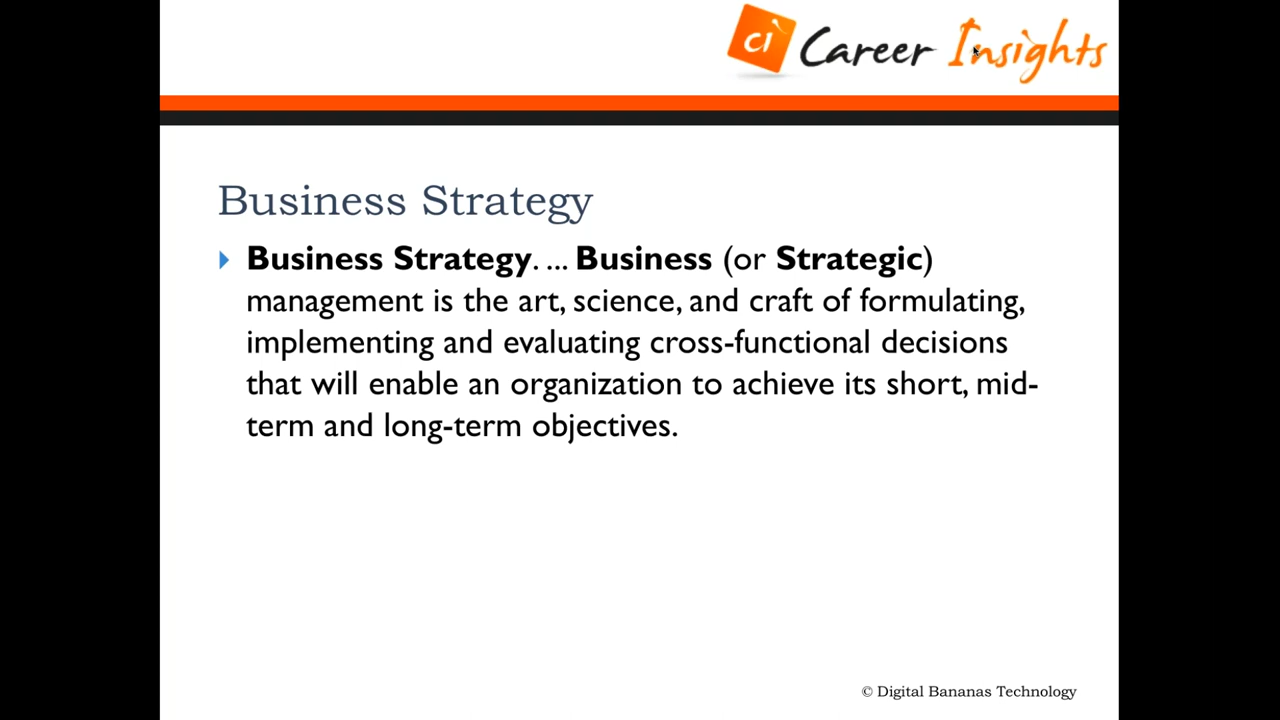 Ci Career Insights
Business Strategy
Business Strategy. ... Business (or Strategic)
management is the art, science, and craft of formulating,
implementing and evaluating cross-functional decisions
that will enable an organization to achieve its short, mid-
term and long-term objectives.
© Digital Bananas Technology